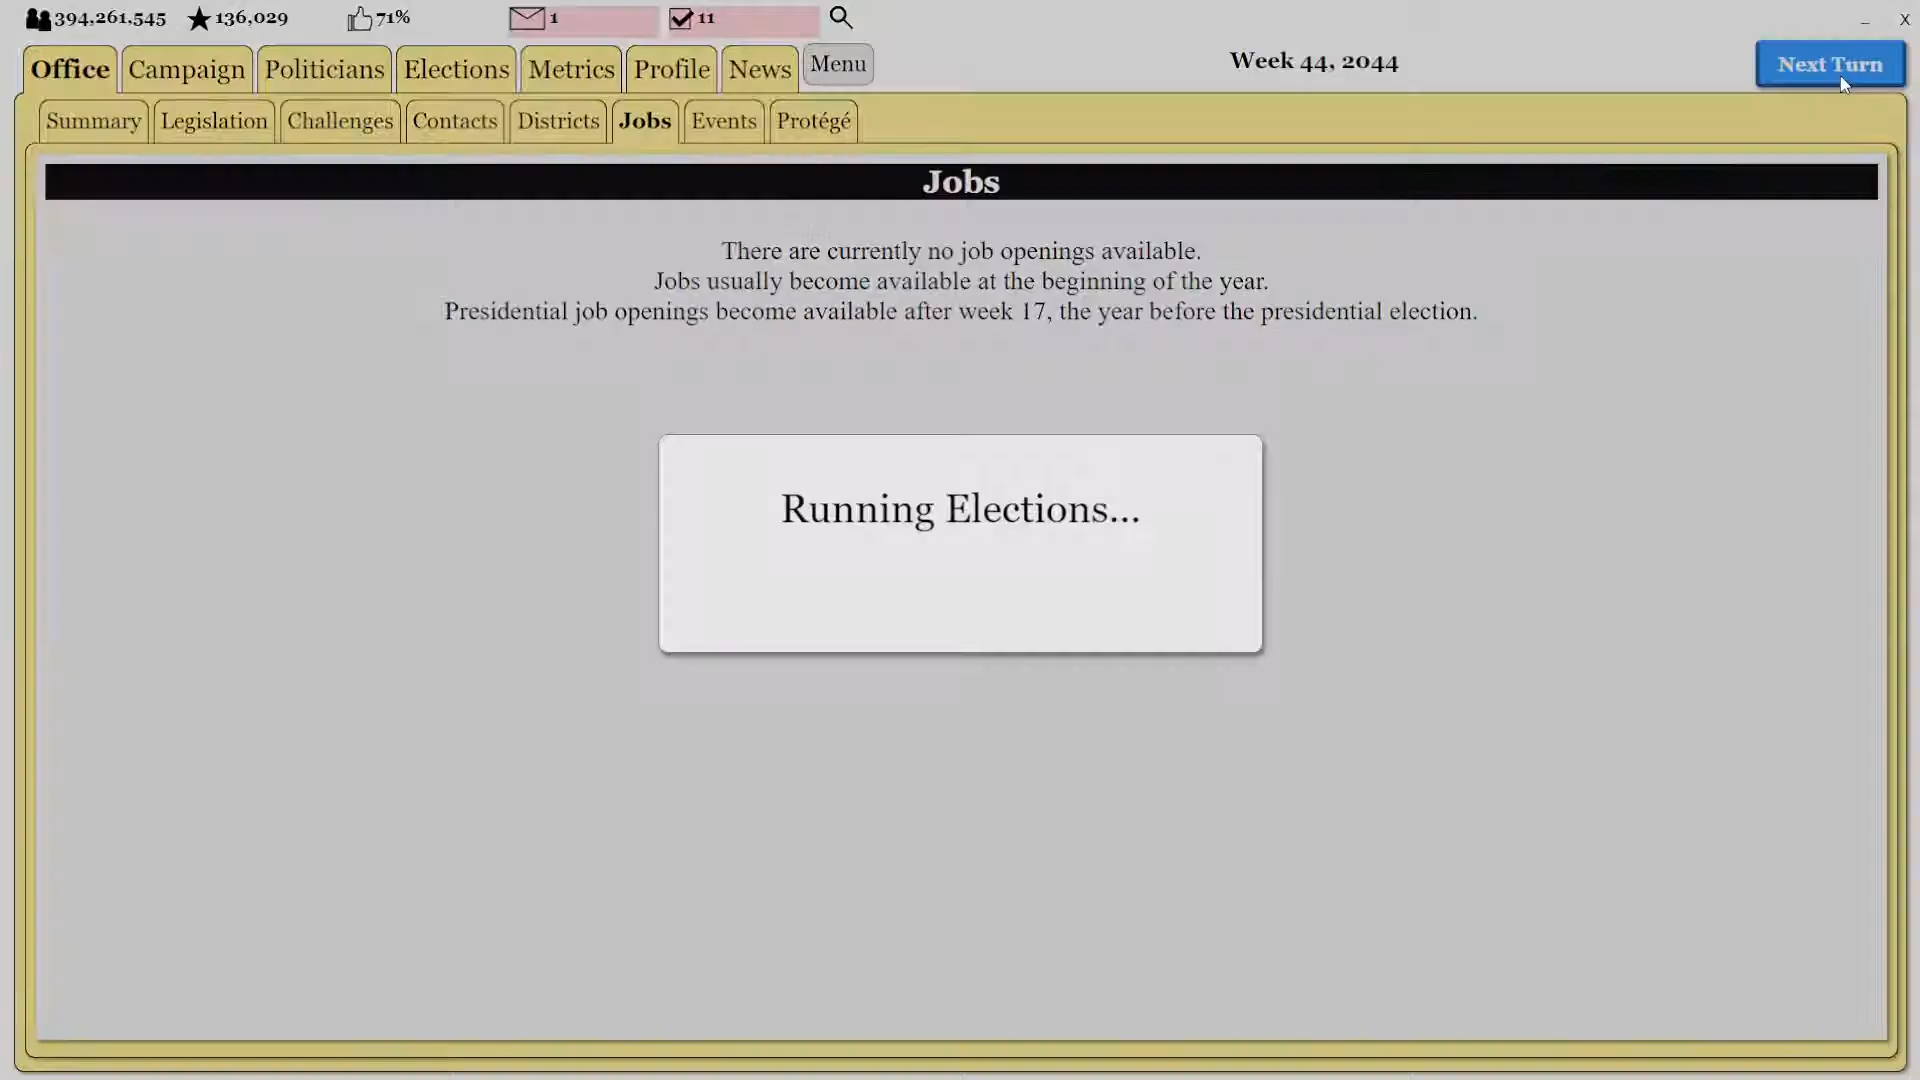 394,261,545 136,029 71% 1 11
Office Campaign Politicians Elections Metrics Profile News Menu Week 44, 2044 Next Turn
Summary Legislation Challenges Contacts Districts Jobs Events Protégé
Jobs
There are currently no job openings available.
Jobs usually become available at the beginning of the year.
Presidential job openings become available after week 17, the year before the presidential election.
Running Elections...